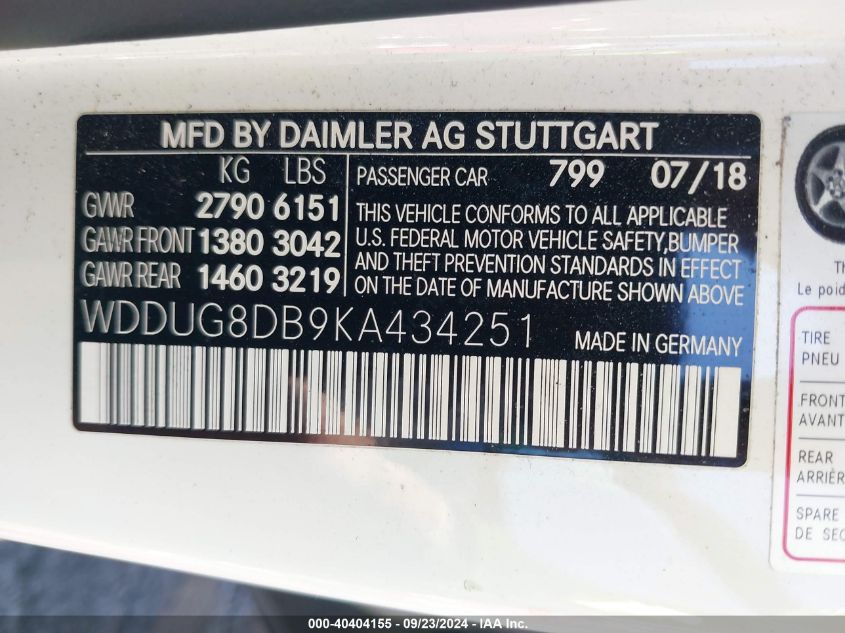 MFD BY DAIMLER AG STUTTGART
KG LBS
GVWR 2790 6151
GAWR FRONT 1380 3042
GAWR REAR 1460 3219
PASSENGER CAR 799 07/18
THIS VEHICLE CONFORMS TO ALL APPLICABLE
U.S. FEDERAL MOTOR VEHICLE SAFETY,BUMPER
AND THEFT PREVENTION STANDARDS IN EFFECT
ON THE DATE OF MANUFACTURE SHOWN ABOVE
WDDUG8DB9KA434251 MADE IN GERMANY
Le poid
TIRE
PNEU
FRONT
AVANT
REAR
ARRIÈR
SPARE
DE SEC
000-40404155 - 09/23/2024 - IAA Inc.